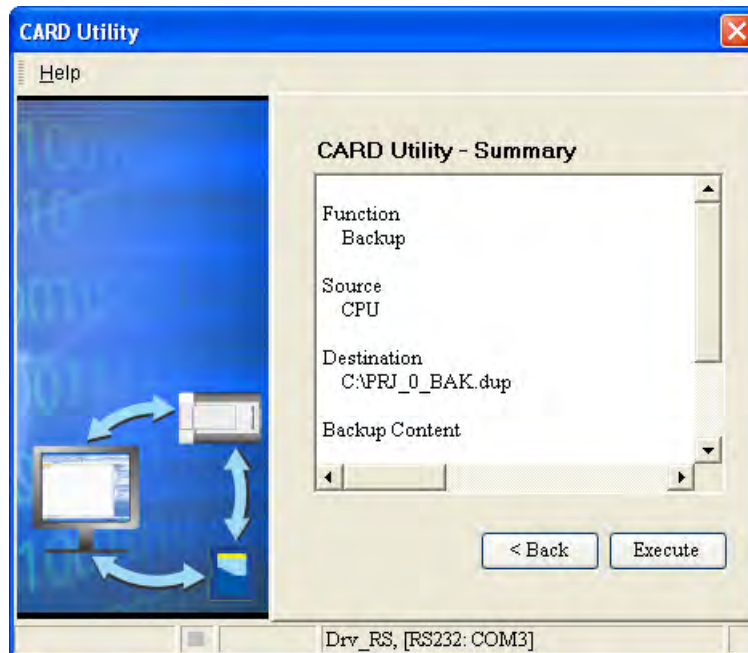 CARD Utility
Help
CARD Utility - Summary
Function
Backup
Source
CPU
Destination
C:\PRJ_0_BAK.dup
Backup Content
< Back
Execute
Drv_RS, [RS232: COM3]